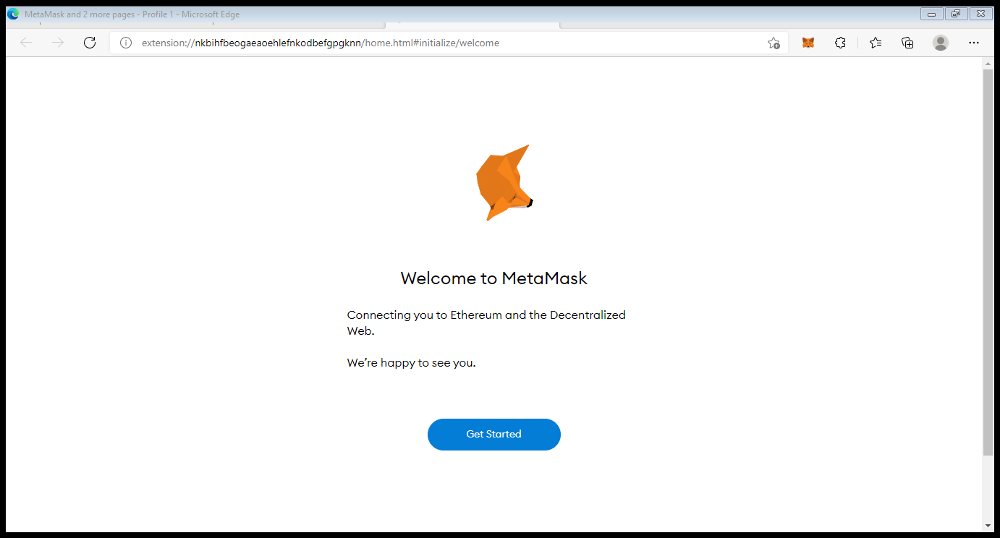 MetaMask and 2 more pages - Profile 1 - Microsoft Edge
extension://nkbihfbeogaeaoehlefnkodbefgpgknn/home.html#initialize/welcome
Welcome to MetaMask
Connecting you to Ethereum and the Decentralized
Web.
We're happy to see you.
Get Started